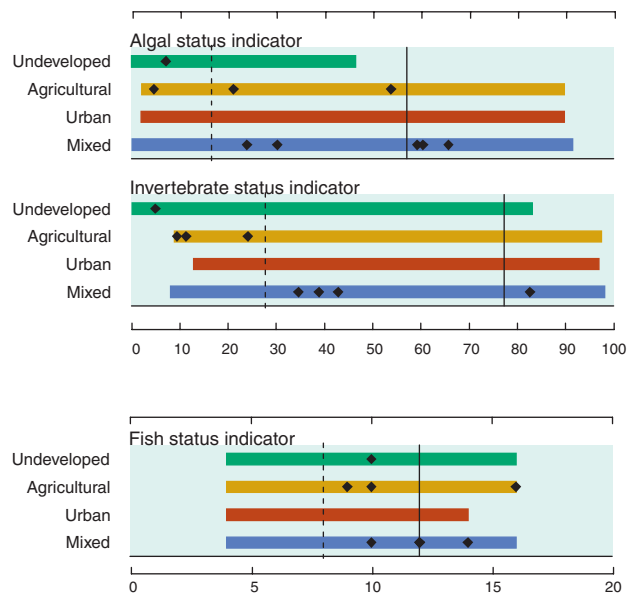 Algal status indicator
Undeveloped
Agricultural
Urban
Mixed
Invertebrate status indicator
Undeveloped
Agricultural
Urban
Mixed
0 10 20 30 40 50 60 70 80 90 100
Fish status indicator
Undeveloped
Agricultural
Urban
Mixed
0 5 10 15 20